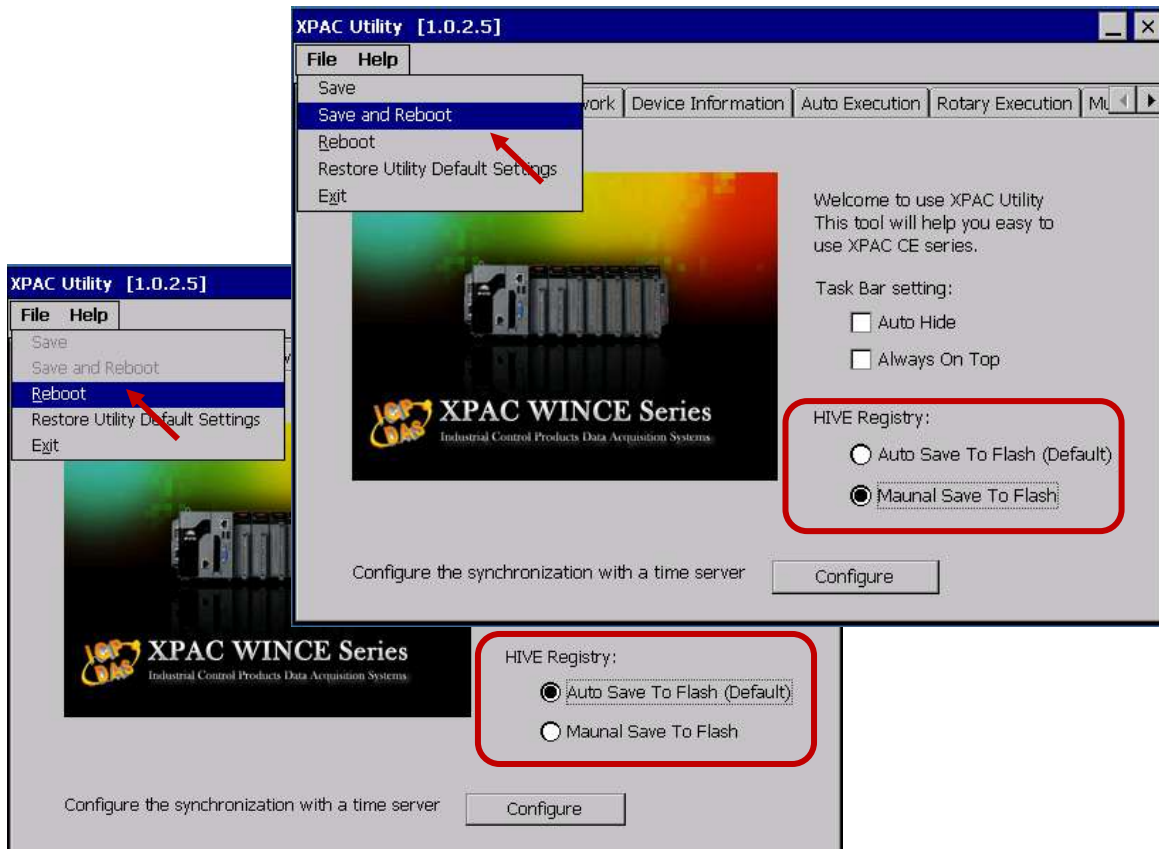 XPAC Utility [1.0.2.5]
File Help
Save
Save and Reboot
Reboot
Restore Utility Default Settings
Exit
Device Information
Auto Execution
Rotary Execution
Welcome to use XPAC Utility
This tool will help you easy to
use XPAC CE series.
Task Bar setting:
Auto Hide
Always On Top
ICP
DAS
XPAC WINCE Series
Industrial Control Products Data Acquisition Systems
HIVE Registry:
Auto Save To Flash (Default)
Maunal Save To Flash
Configure the synchronization with a time server
Configure
XPAC Utility [1.0.2.5]
File Help
Save
Save and Reboot
Reboot
Restore Utility Default Settings
Exit
ICP
DAS
XPAC WINCE Series
Industrial Control Products Data Acquisition Systems
HIVE Registry:
Auto Save To Flash (Default)
Maunal Save To Flash
Configure the synchronization with a time server
Configure